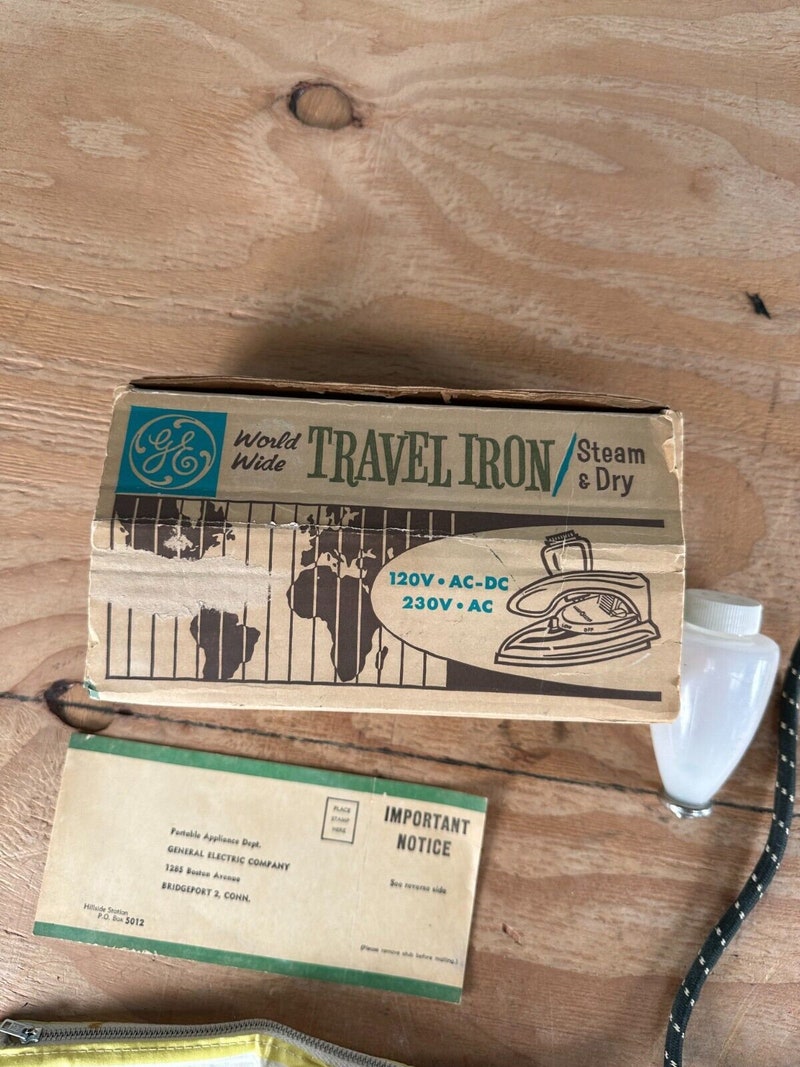 GE
World
Wide
TRAVEL IRON
Steam
& Dry
120V • AC-DC
230V • AC
LOW
OFF
Portable Appliance Dept.
GENERAL ELECTRIC COMPANY
1285 Boston Avenue
BRIDGEPORT 2, CONN.
Hillside Station
P.O. Box 5012
PLACE
STAMP
HERE
IMPORTANT
NOTICE
See reverse side
(Please remove stub before mailing.)